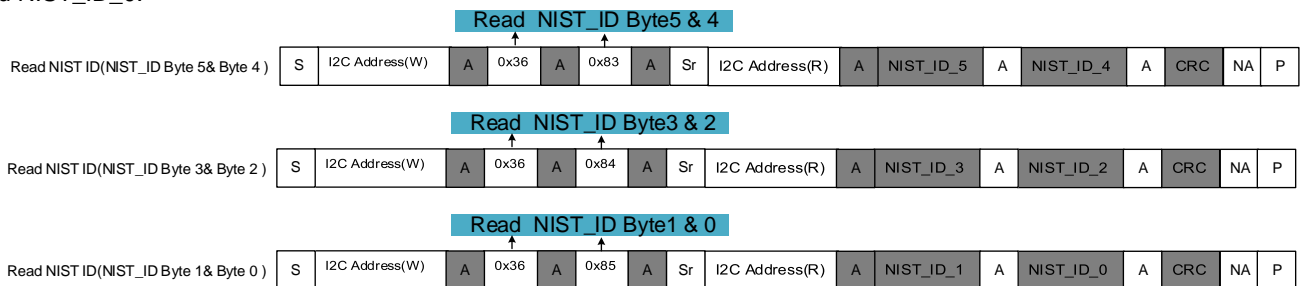 Read NIST_ID Byte5 & 4
Read NIST ID(NIST_ID Byte 5& Byte 4 ) S I2C Address(W) A 0x36 A 0x83 A Sr I2C Address(R) A NIST_ID_5 A NIST_ID_4 A CRC NA P
Read NIST_ID Byte3 & 2
Read NIST ID(NIST_ID Byte 3& Byte 2 ) S I2C Address(W) A 0x36 A 0x84 A Sr I2C Address(R) A NIST_ID_3 A NIST_ID_2 A CRC NA P
Read NIST_ID Byte1 & 0
Read NIST ID(NIST_ID Byte 1& Byte 0 ) S I2C Address(W) A 0x36 A 0x85 A Sr I2C Address(R) A NIST_ID_1 A NIST_ID_0 A CRC NA P